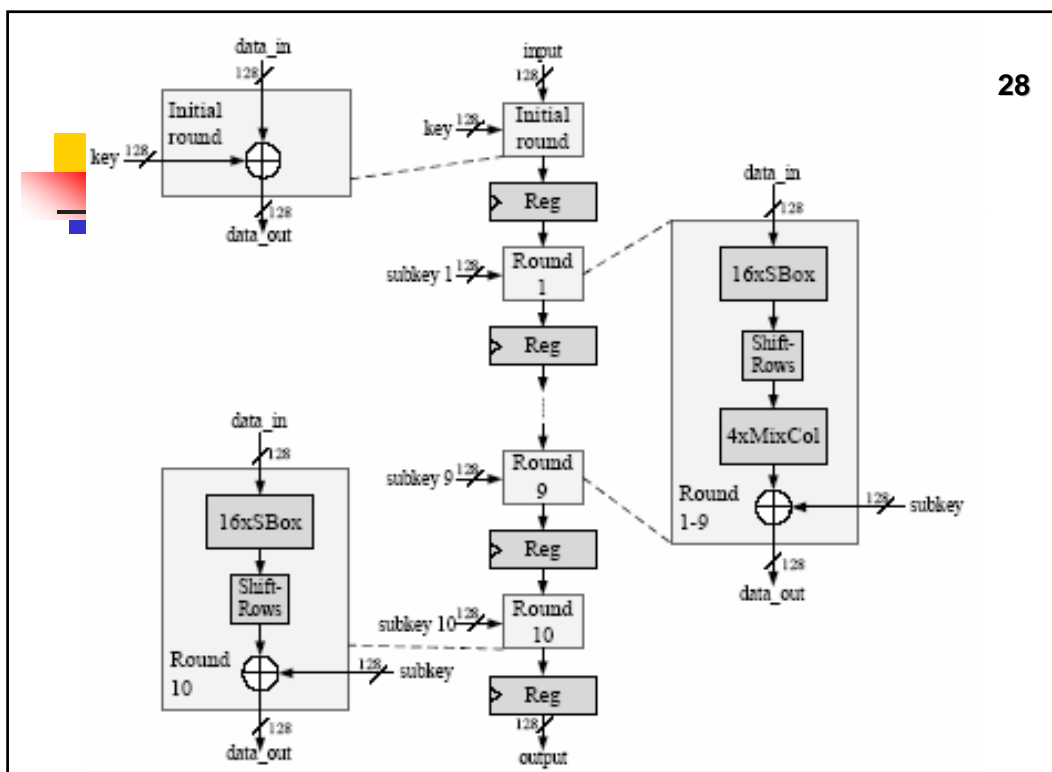 28
data_in
128
Initial
round
key 128
128
data_out
input
128
key 128
Initial
round
Reg
subkey 1 128
Round
1
Reg
subkey 9 128
Round
9
Reg
subkey 10 128
Round
10
Reg
128
output
data_in
128
16xSBox
Shift-
Rows
4xMixCol
Round
1-9
128 subkey
128
data_out
data_in
128
16xSBox
Shift-
Rows
Round
10
128 subkey
128
data_out